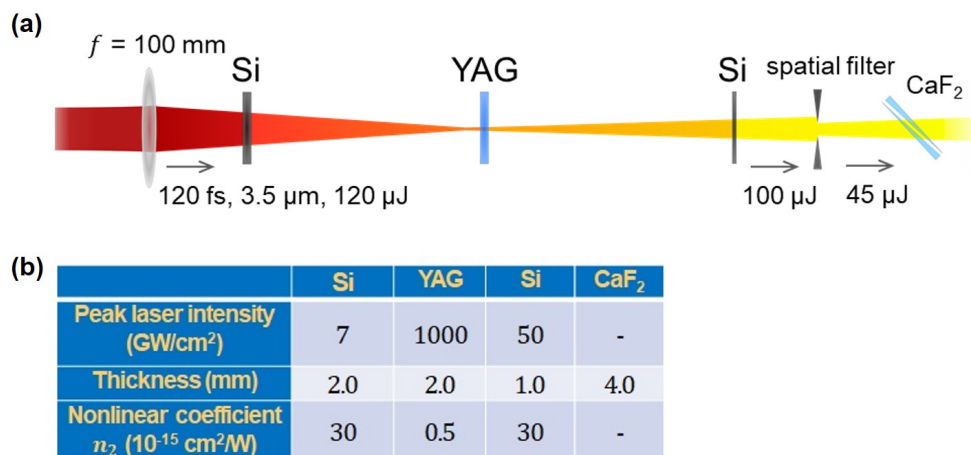 (a)
f = 100 mm
Si
YAG
Si
spatial filter
CaF₂
120 fs, 3.5 μm, 120 μJ
100 μJ
45 μJ
(b)
Si YAG Si CaF₂
Peak laser intensity
(GW/cm²) 7 1000 50 -
Thickness (mm) 2.0 2.0 1.0 4.0
Nonlinear coefficient
n₂ (10⁻¹⁵ cm²/W) 30 0.5 30 -